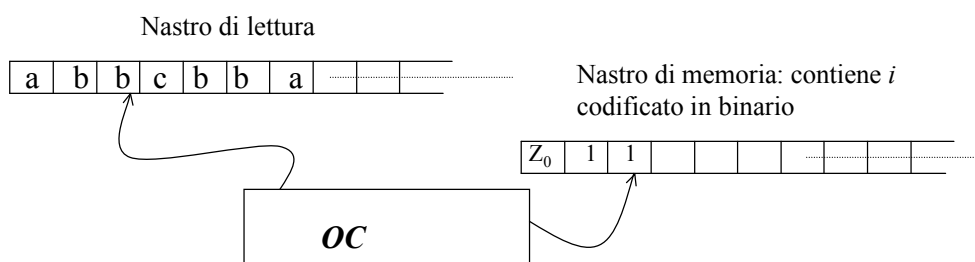 Nastro di lettura
a b b c b b a
Nastro di memoria: contiene i
codificato in binario
Z0 1 1
OC